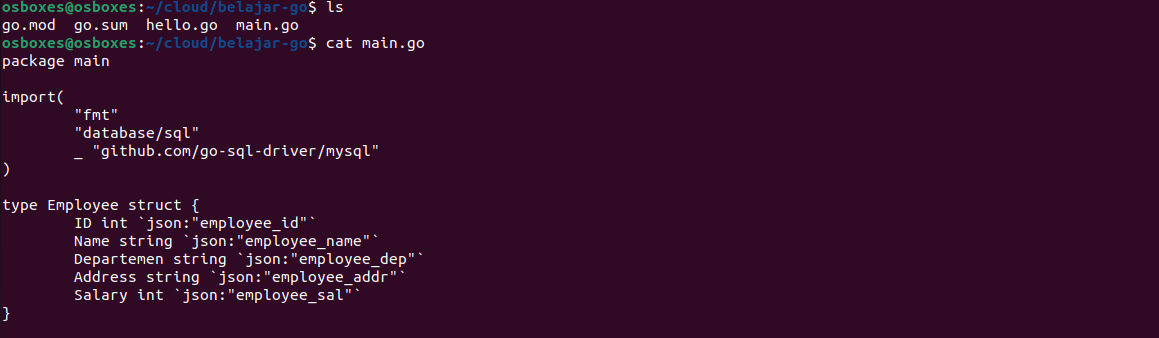 osboxes@osboxes:~/cloud/belajar-go$ ls
go.mod  go.sum  hello.go  main.go
osboxes@osboxes:~/cloud/belajar-go$ cat main.go
package main

import(
        "fmt"
        "database/sql"
        _ "github.com/go-sql-driver/mysql"
)

type Employee struct {
        ID int `json:"employee_id"`
        Name string `json:"employee_name"`
        Departemen string `json:"employee_dep"`
        Address string `json:"employee_addr"`
        Salary int `json:"employee_sal"`
}